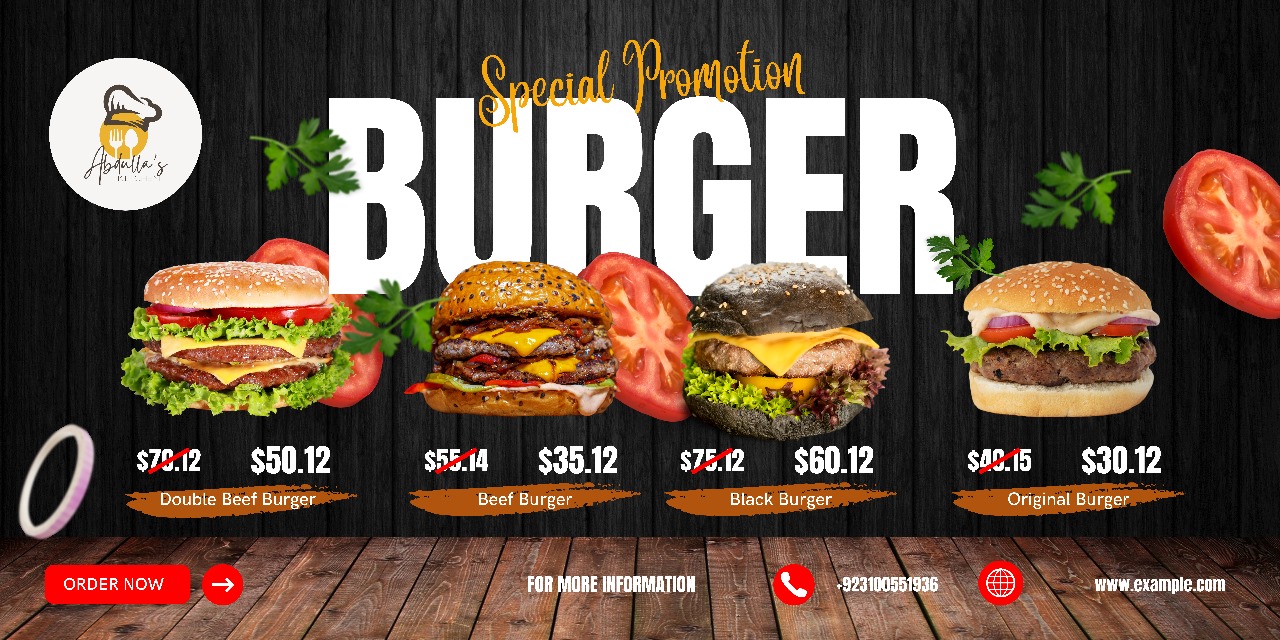 Special Promotion
BURGER
Abdulla's
$70.12 $50.12
Double Beef Burger
$55.14 $35.12
Beef Burger
$75.12 $60.12
Black Burger
$40.15 $30.12
Original Burger
ORDER NOW
FOR MORE INFORMATION
+923100551936
www.example.com